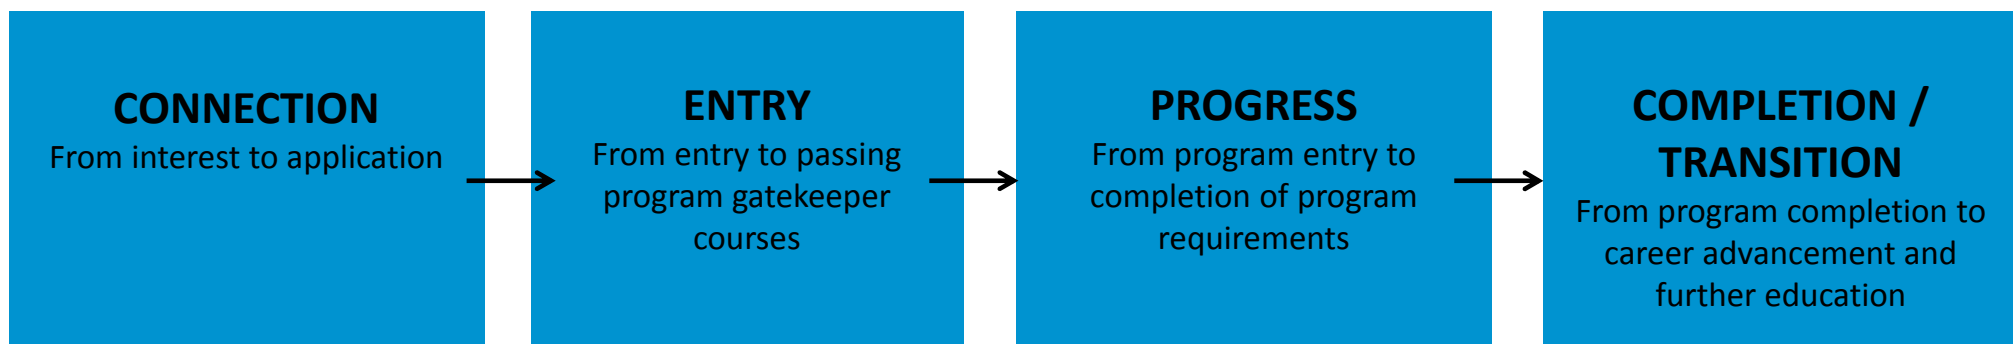 CONNECTION
From interest to application
ENTRY
From entry to passing
program gatekeeper
courses
PROGRESS
From program entry to
completion of program
requirements
COMPLETION /
TRANSITION
From program completion to
career advancement and
further education